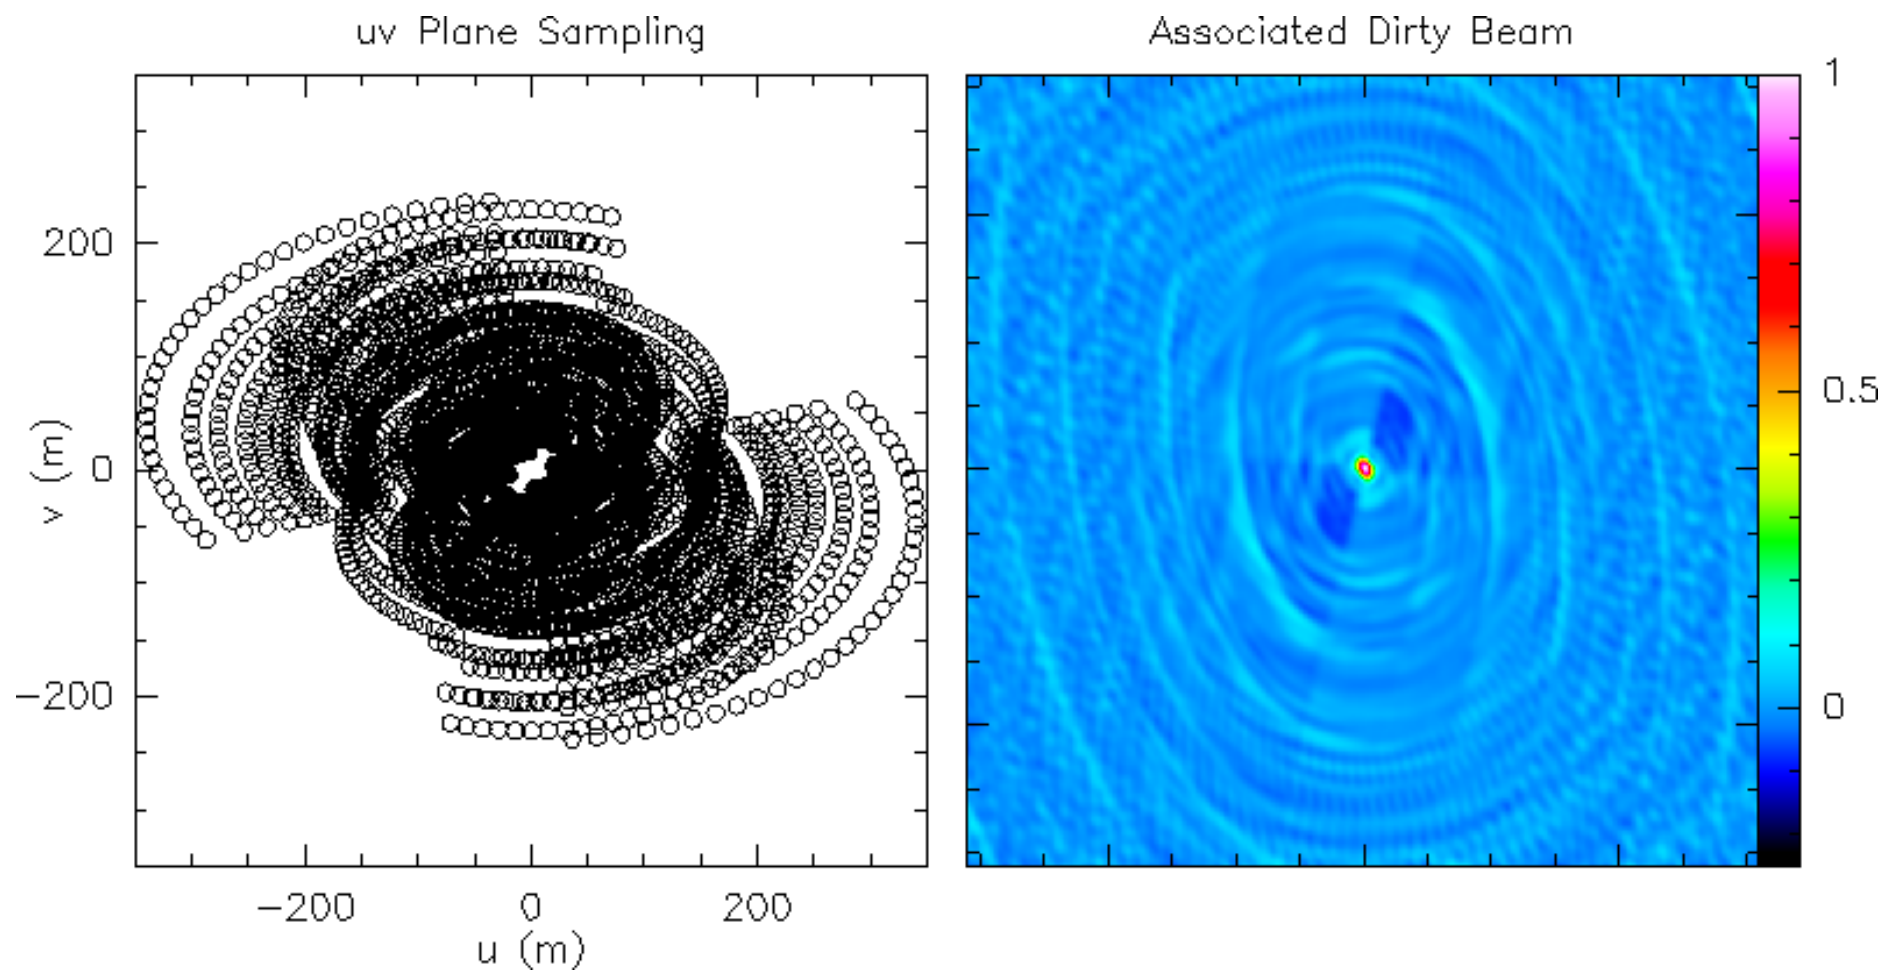 uv Plane Sampling
Associated Dirty Beam
200
0
−200
v (m)
−200 0 200
u (m)
1
0.5
0